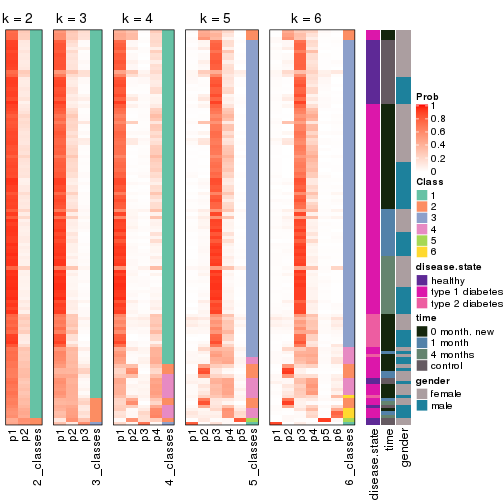 k = 2 k = 3 k = 4 k = 5 k = 6
Prob
1
0.8
0.6
0.4
0.2
0
Class
1
2
3
4
5
6
disease.state
healthy
type 1 diabetes
type 2 diabetes
time
0 month, new
1 month
4 months
control
gender
female
male
p1 p2 2_classes
p1 p2 p3 3_classes
p1 p2 p3 p4 4_classes
p1 p2 p3 p4 p5 5_classes
p1 p2 p3 p4 p5 p6 6_classes
disease.state time gender